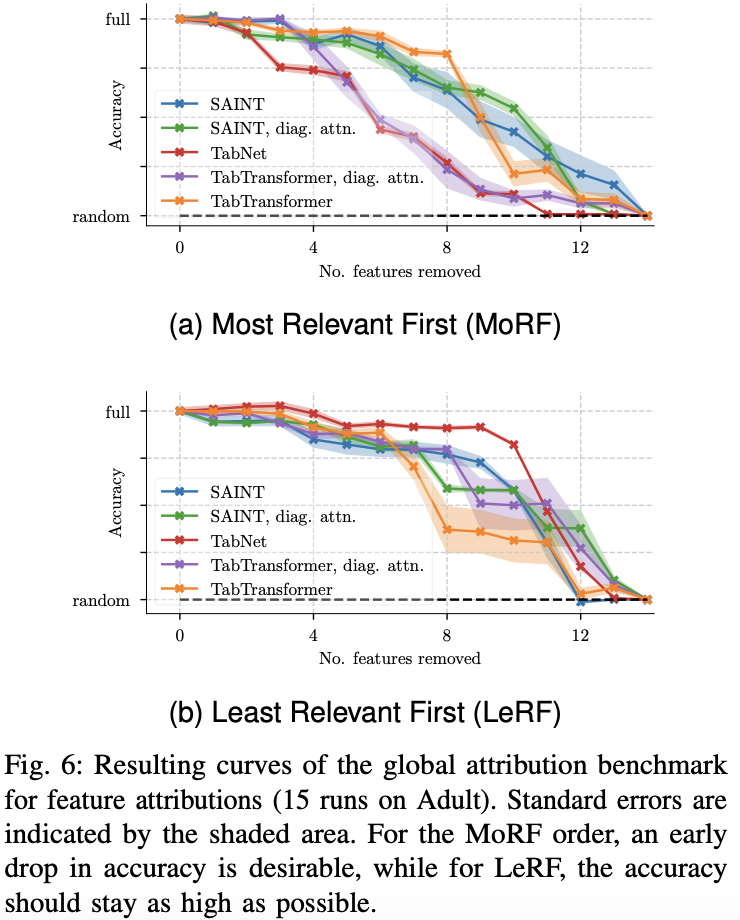 full
Accuracy
SAINT
SAINT, diag. attn.
TabNet
TabTransformer, diag. attn.
TabTransformer
random
0 4 8 12
No. features removed
(a) Most Relevant First (MoRF)
full
Accuracy
SAINT
SAINT, diag. attn.
TabNet
TabTransformer, diag. attn.
TabTransformer
random
0 4 8 12
No. features removed
(b) Least Relevant First (LeRF)
Fig. 6: Resulting curves of the global attribution benchmark
for feature attributions (15 runs on Adult). Standard errors are
indicated by the shaded area. For the MoRF order, an early
drop in accuracy is desirable, while for LeRF, the accuracy
should stay as high as possible.